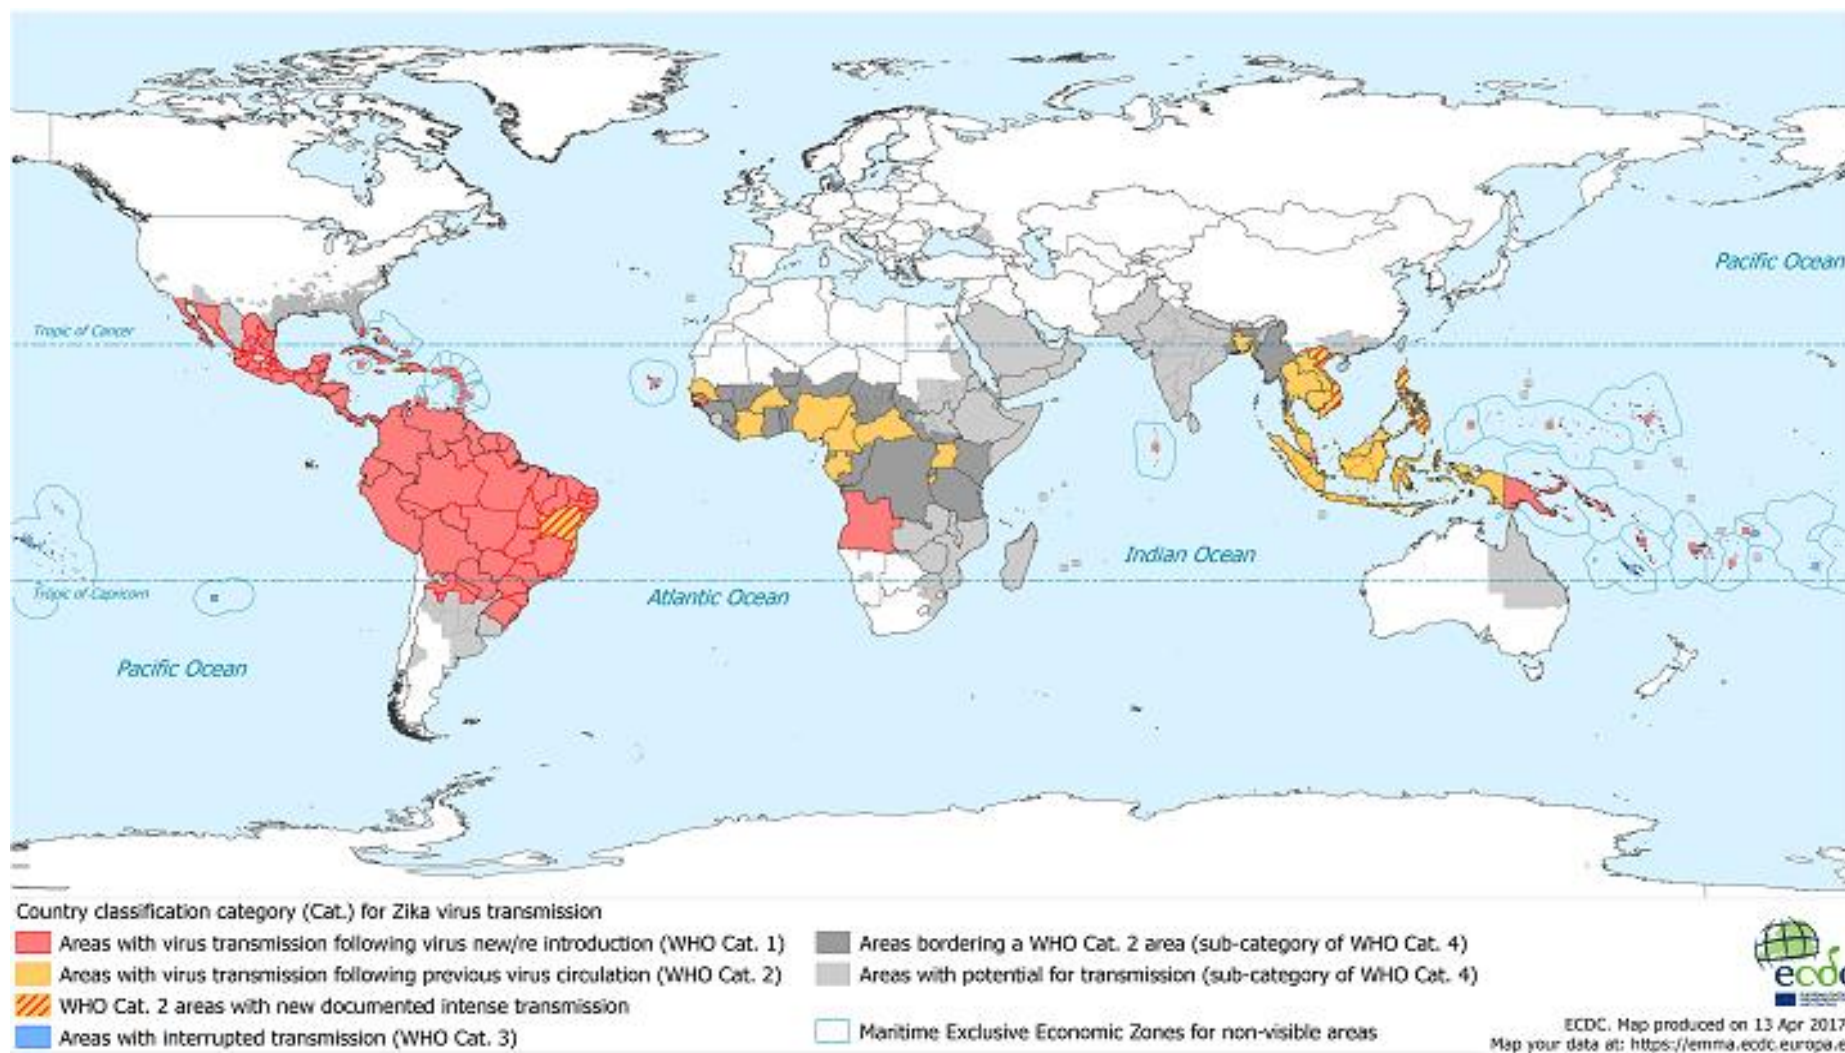 Pacific Ocean
Tropic of Cancer
Indian Ocean
Atlantic Ocean
Tropic of Capricorn
Pacific Ocean
Country classification category (Cat.) for Zika virus transmission
Areas with virus transmission following virus new/re introduction (WHO Cat. 1)
Areas with virus transmission following previous virus circulation (WHO Cat. 2)
WHO Cat. 2 areas with new documented intense transmission
Areas with interrupted transmission (WHO Cat. 3)
Areas bordering a WHO Cat. 2 area (sub-category of WHO Cat. 4)
Areas with potential for transmission (sub-category of WHO Cat. 4)
Maritime Exclusive Economic Zones for non-visible areas
ecdc
ECDC. Map produced on 13 Apr 2017
Map your data at: https://emma.ecdc.europa.e